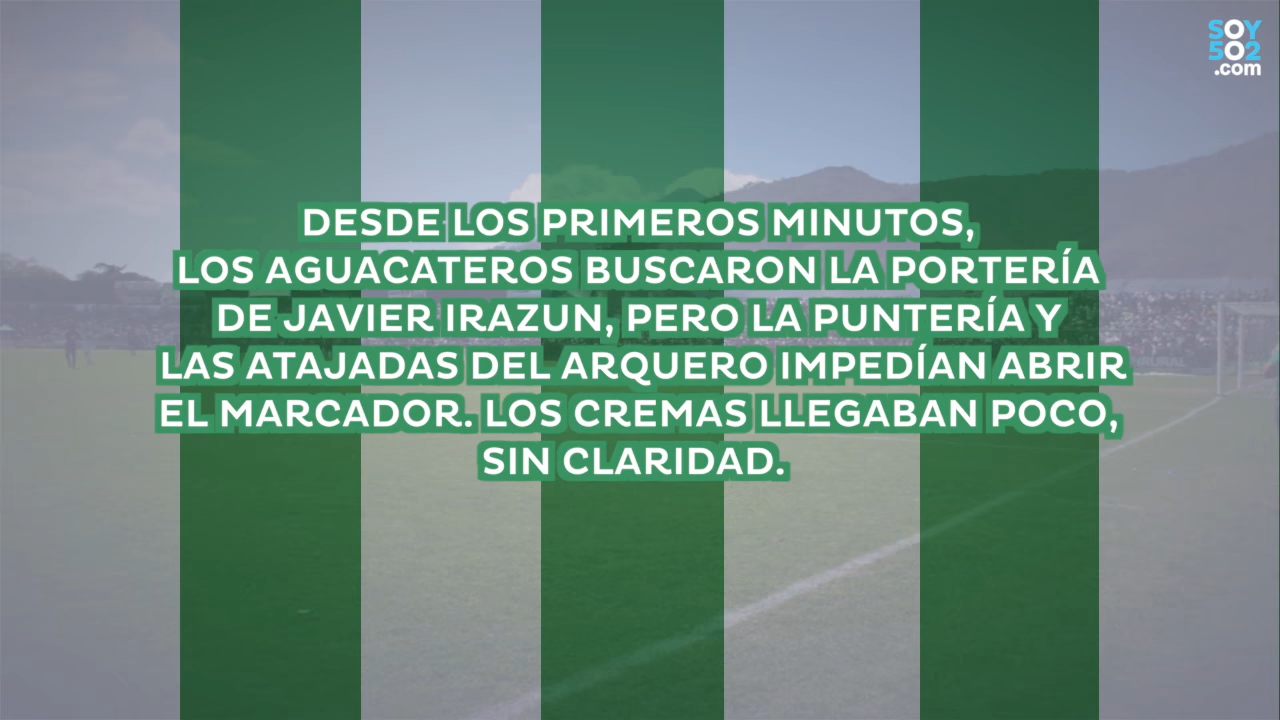 SOY
502
.com
DESDE LOS PRIMEROS MINUTOS,
LOS AGUACATEROS BUSCARON LA PORTERÍA
DE JAVIER IRAZUN, PERO LA PUNTERÍA Y
LAS ATAJADAS DEL ARQUERO IMPEDÍAN ABRIR
EL MARCADOR. LOS CREMAS LLEGABAN POCO,
SIN CLARIDAD.